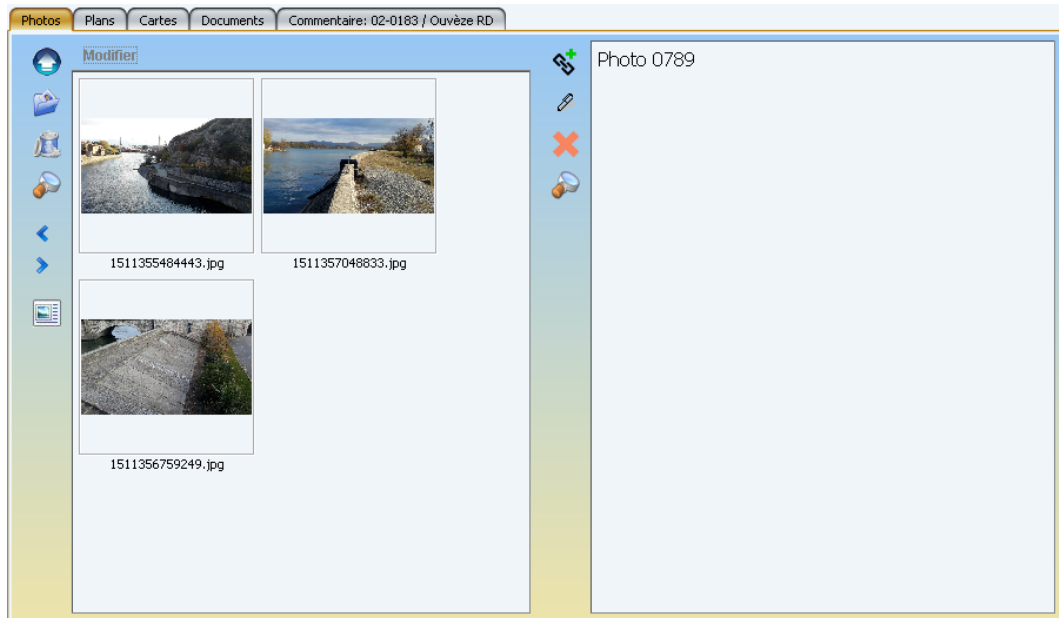 Photos Plans Cartes Documents Commentaire: 02-0183 / Ouvèze RD
Modifier
Photo 0789
1511355484443.jpg 1511357048833.jpg
1511356759249.jpg